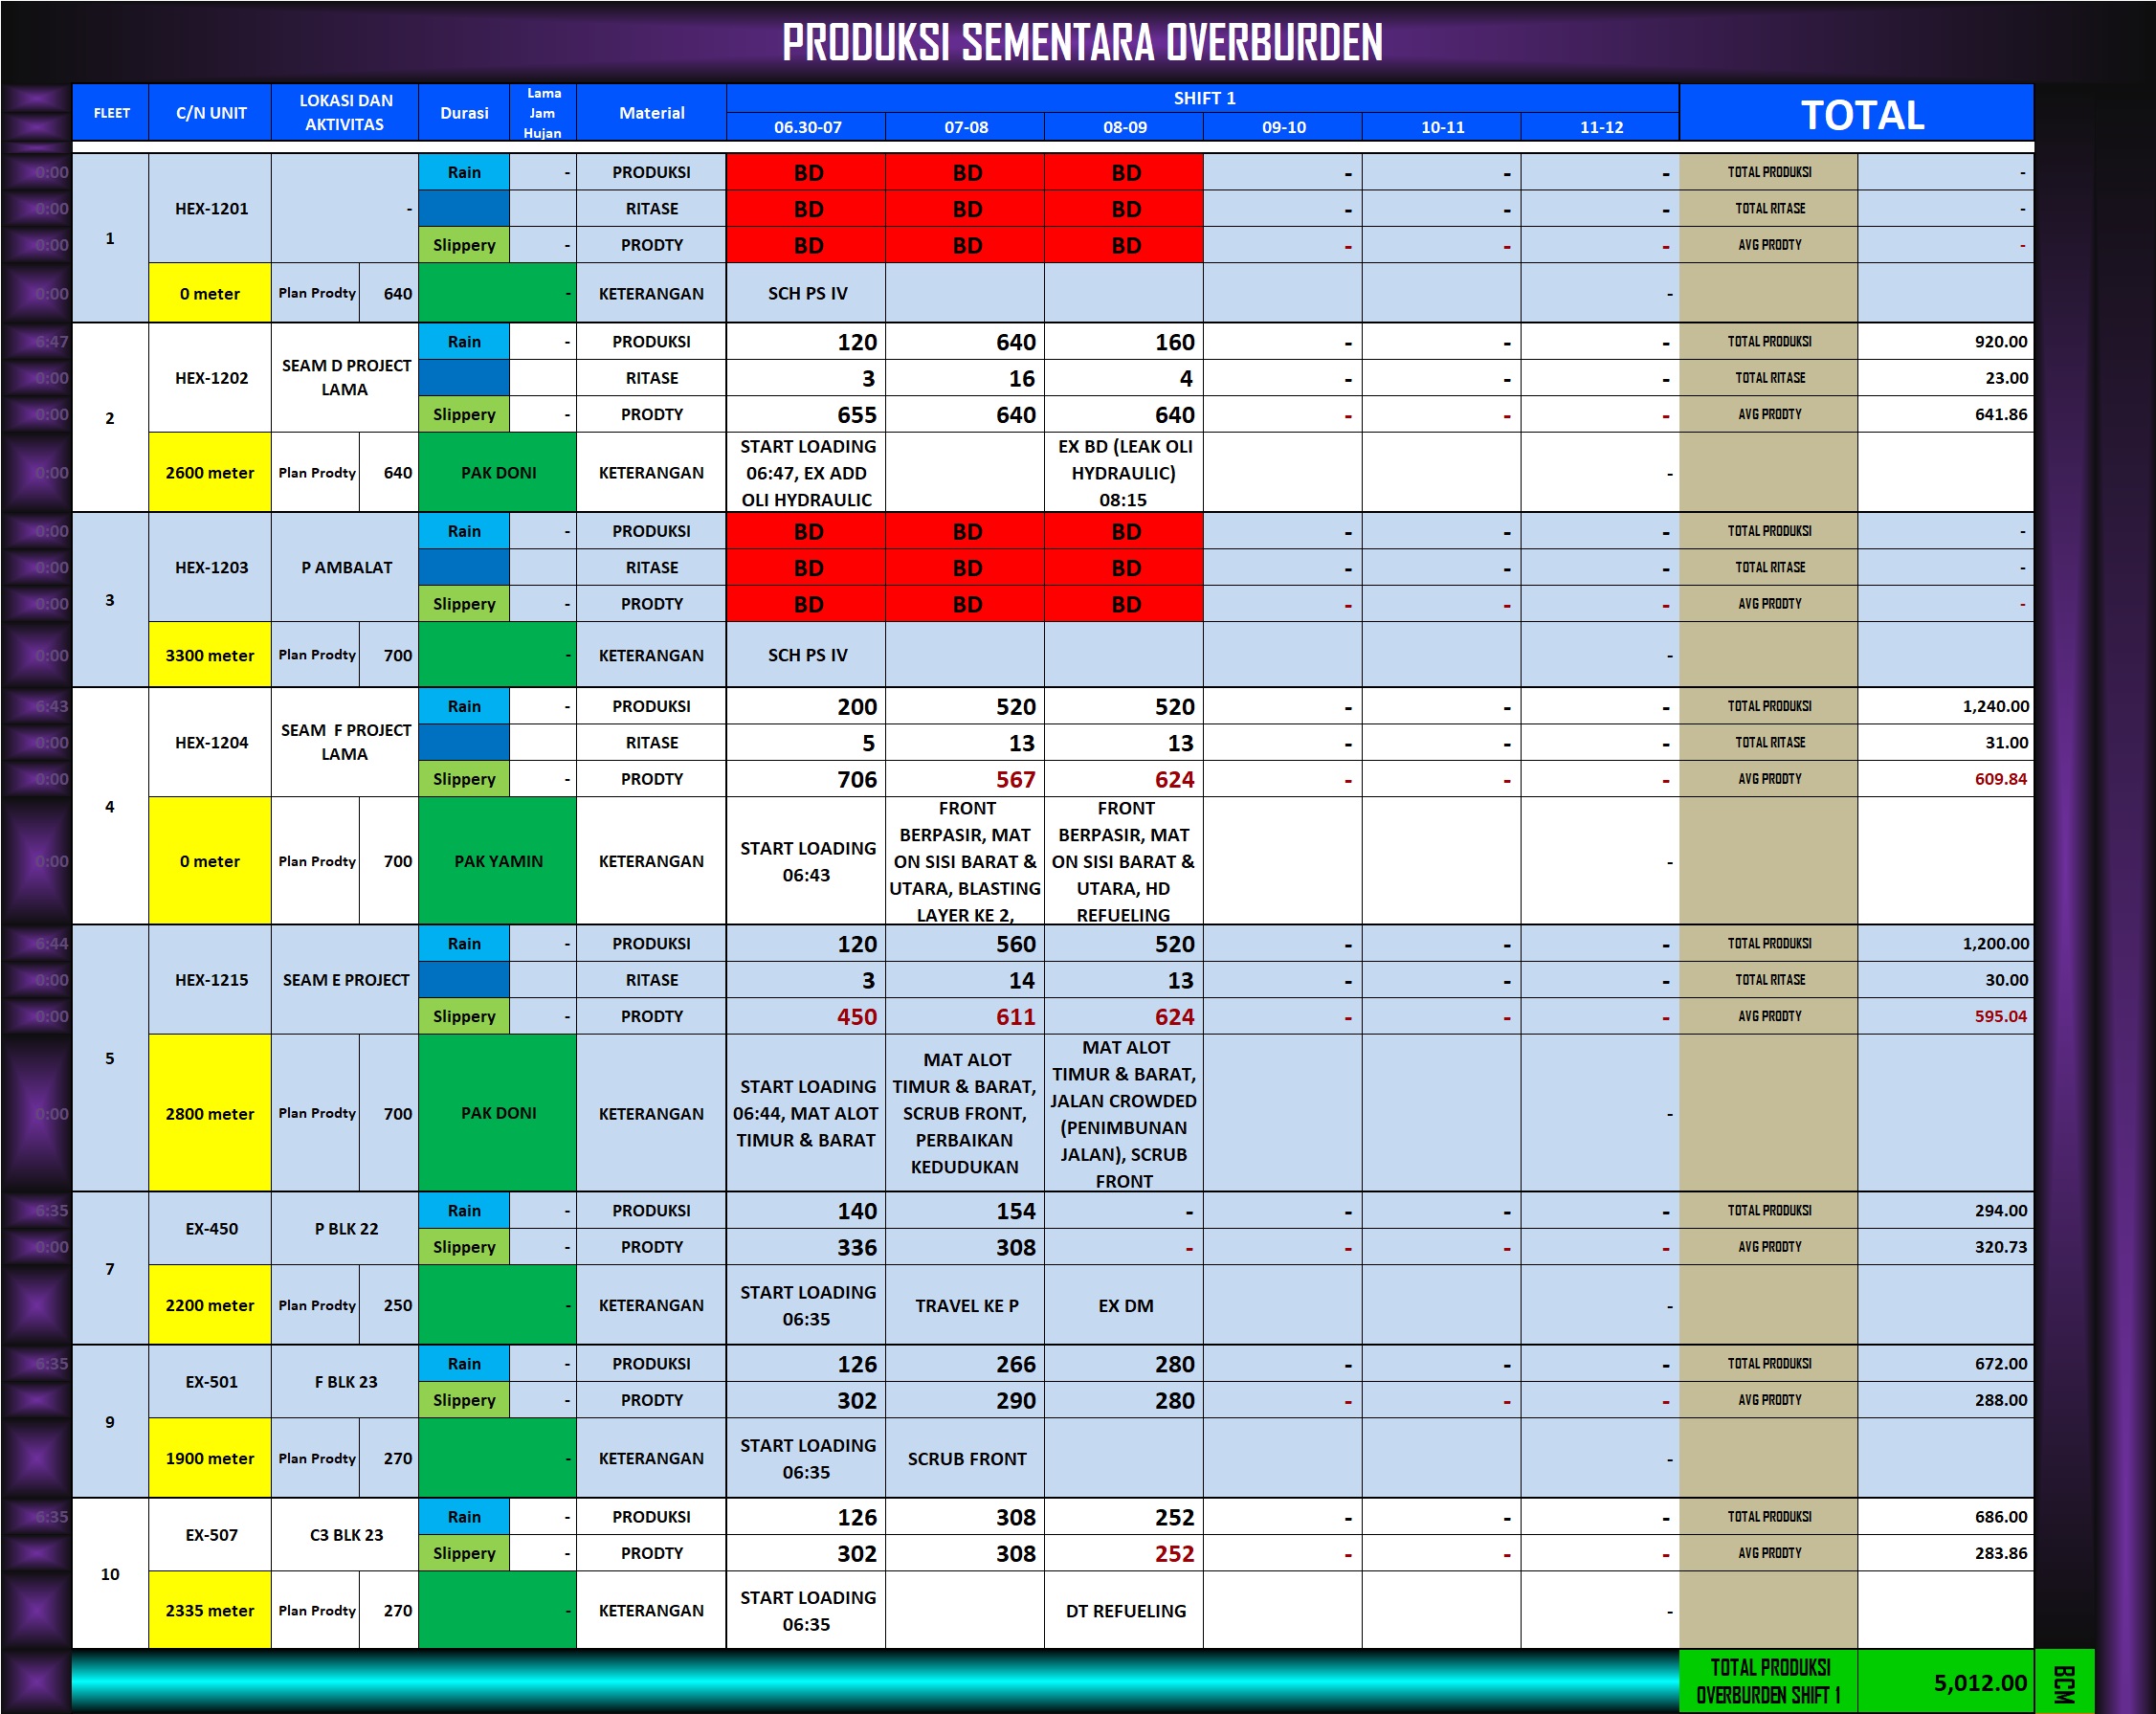 PRODUKSI SEMENTARA OVERBURDEN
FLEET C/N UNIT LOKASI DAN AKTIVITAS Durasi Lama Jam Hujan Material SHIFT 1 TOTAL
06.30-07 07-08 08-09 09-10 10-11 11-12
0:00 Rain - PRODUKSI BD BD BD - - - TOTAL PRODUKSI -
0:00 1 HEX-1201 - RITASE BD BD BD - - - TOTAL RITASE -
0:00 Slippery - PRODTY BD BD BD - - - AVG PRODTY -
0:00 0 meter Plan Prodty 640 - KETERANGAN SCH PS IV -
6:47 Rain - PRODUKSI 120 640 160 - - - TOTAL PRODUKSI 920.00
0:00 2 HEX-1202 SEAM D PROJECT LAMA RITASE 3 16 4 - - - TOTAL RITASE 23.00
0:00 Slippery - PRODTY 655 640 640 - - - AVG PRODTY 641.86
0:00 2600 meter Plan Prodty 640 PAK DONI KETERANGAN START LOADING 06:47, EX ADD OLI HYDRAULIC EX BD (LEAK OLI HYDRAULIC) 08:15 -
0:00 Rain - PRODUKSI BD BD BD - - - TOTAL PRODUKSI -
0:00 3 HEX-1203 P AMBALAT RITASE BD BD BD - - - TOTAL RITASE -
0:00 Slippery - PRODTY BD BD BD - - - AVG PRODTY -
0:00 3300 meter Plan Prodty 700 - KETERANGAN SCH PS IV -
6:43 Rain - PRODUKSI 200 520 520 - - - TOTAL PRODUKSI 1,240.00
0:00 4 HEX-1204 SEAM F PROJECT LAMA RITASE 5 13 13 - - - TOTAL RITASE 31.00
0:00 Slippery - PRODTY 706 567 624 - - - AVG PRODTY 609.84
0:00 0 meter Plan Prodty 700 PAK YAMIN KETERANGAN START LOADING 06:43 FRONT BERPASIR, MAT ON SISI BARAT & UTARA, BLASTING LAYER KE 2, FRONT BERPASIR, MAT ON SISI BARAT & UTARA, HD REFUELING -
6:44 Rain - PRODUKSI 120 560 520 - - - TOTAL PRODUKSI 1,200.00
0:00 5 HEX-1215 SEAM E PROJECT RITASE 3 14 13 - - - TOTAL RITASE 30.00
0:00 Slippery - PRODTY 450 611 624 - - - AVG PRODTY 595.04
0:00 2800 meter Plan Prodty 700 PAK DONI KETERANGAN START LOADING 06:44, MAT ALOT TIMUR & BARAT MAT ALOT TIMUR & BARAT, SCRUB FRONT, PERBAIKAN KEDUDUKAN MAT ALOT TIMUR & BARAT, JALAN CROWDED (PENIMBUNAN JALAN), SCRUB FRONT -
6:35 7 EX-450 P BLK 22 Rain - PRODUKSI 140 154 - - - - TOTAL PRODUKSI 294.00
0:00 Slippery - PRODTY 336 308 - - - - AVG PRODTY 320.73
2200 meter Plan Prodty 250 - KETERANGAN START LOADING 06:35 TRAVEL KE P EX DM -
6:35 9 EX-501 F BLK 23 Rain - PRODUKSI 126 266 280 - - - TOTAL PRODUKSI 672.00
Slippery - PRODTY 302 290 280 - - - AVG PRODTY 288.00
1900 meter Plan Prodty 270 - KETERANGAN START LOADING 06:35 SCRUB FRONT -
6:35 10 EX-507 C3 BLK 23 Rain - PRODUKSI 126 308 252 - - - TOTAL PRODUKSI 686.00
Slippery - PRODTY 302 308 252 - - - AVG PRODTY 283.86
2335 meter Plan Prodty 270 - KETERANGAN START LOADING 06:35 DT REFUELING -
TOTAL PRODUKSI OVERBURDEN SHIFT 1 5,012.00 BCM